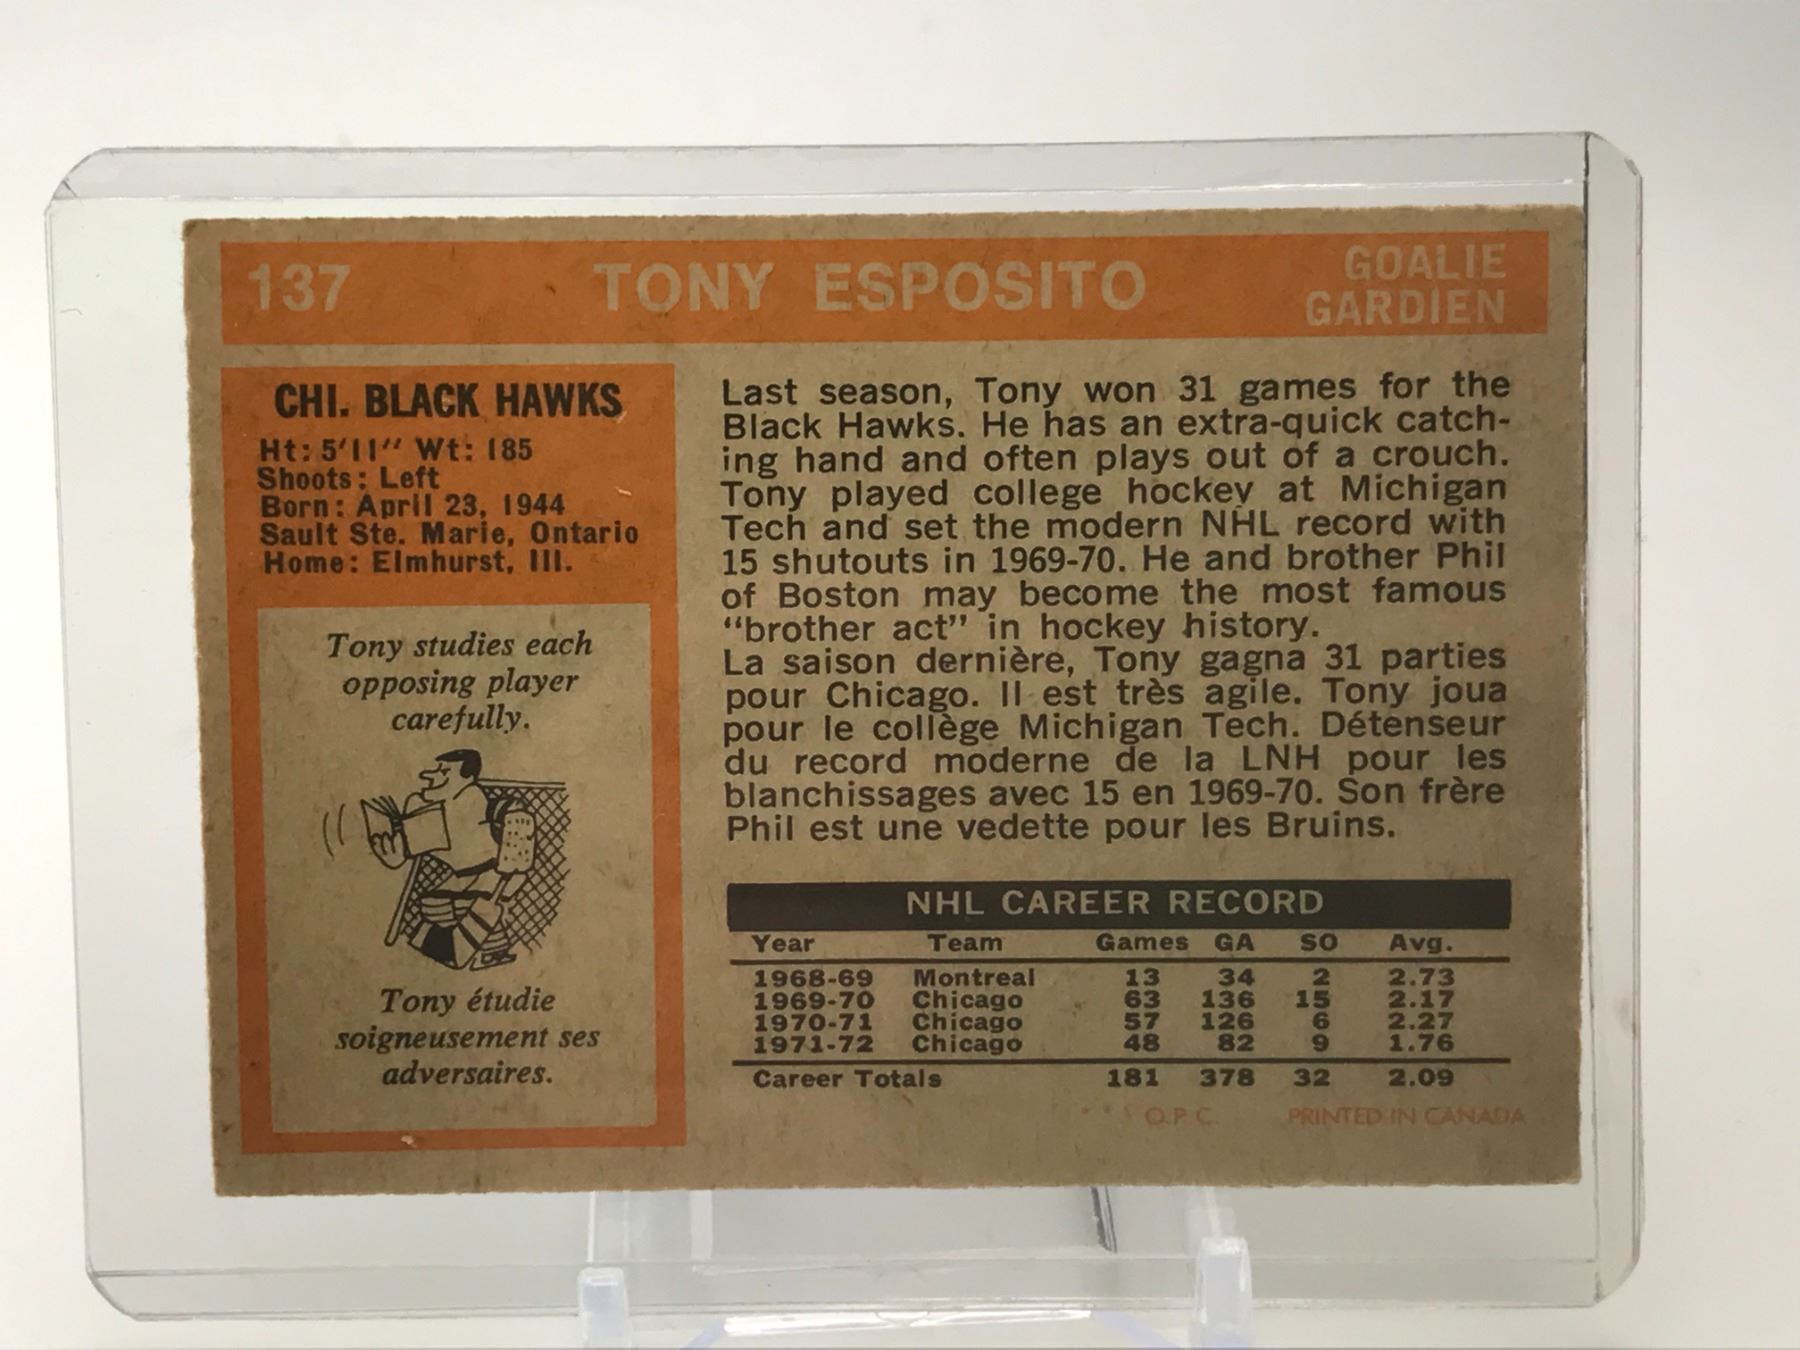 137 TONY ESPOSITO GOALIE
GARDIEN
CHI. BLACK HAWKS
Ht: 5'11" Wt: 185
Shoots: Left
Born: April 23, 1944
Sault Ste. Marie, Ontario
Home: Elmhurst, Ill.
Tony studies each
opposing player
carefully.
Tony étudie
soigneusement ses
adversaires.
Last season, Tony won 31 games for the
Black Hawks. He has an extra-quick catch-
ing hand and often plays out of a crouch.
Tony played college hockey at Michigan
Tech and set the modern NHL record with
15 shutouts in 1969-70. He and brother Phil
of Boston may become the most famous
"brother act" in hockey history.
La saison dernière, Tony gagna 31 parties
pour Chicago. Il est très agile. Tony joua
pour le collège Michigan Tech. Détenseur
du record moderne de la LNH pour les
blanchissages avec 15 en 1969-70. Son frère
Phil est une vedette pour les Bruins.
NHL CAREER RECORD
Year Team Games GA SO Avg.
1968-69 Montreal 13 34 2 2.73
1969-70 Chicago 63 136 15 2.17
1970-71 Chicago 57 126 6 2.27
1971-72 Chicago 48 82 9 1.76
Career Totals 181 378 32 2.09
O.P.C. PRINTED IN CANADA